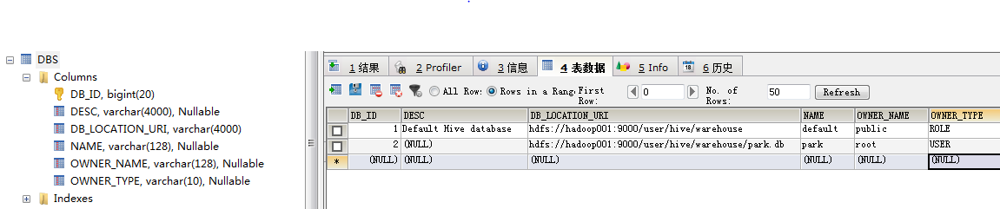 DBS
Columns
DB_ID, bigint(20)
DESC, varchar(4000), Nullable
DB_LOCATION_URI, varchar(4000)
NAME, varchar(128), Nullable
OWNER_NAME, varchar(128), Nullable
OWNER_TYPE, varchar(10), Nullable
Indexes
1 结果 2 Profiler 3 信息 4 表数据 5 Info 6 历史
All Row: Rows in a Rang. First Row: 0 No. of Rows: 50 Refresh
DB_ID DESC DB_LOCATION_URI NAME OWNER_NAME OWNER_TYPE
1 Default Hive database hdfs://hadoop001:9000/user/hive/warehouse default public ROLE
2 (NULL) hdfs://hadoop001:9000/user/hive/warehouse/park.db park root USER
* (NULL) (NULL) (NULL) (NULL) (NULL) (NULL)